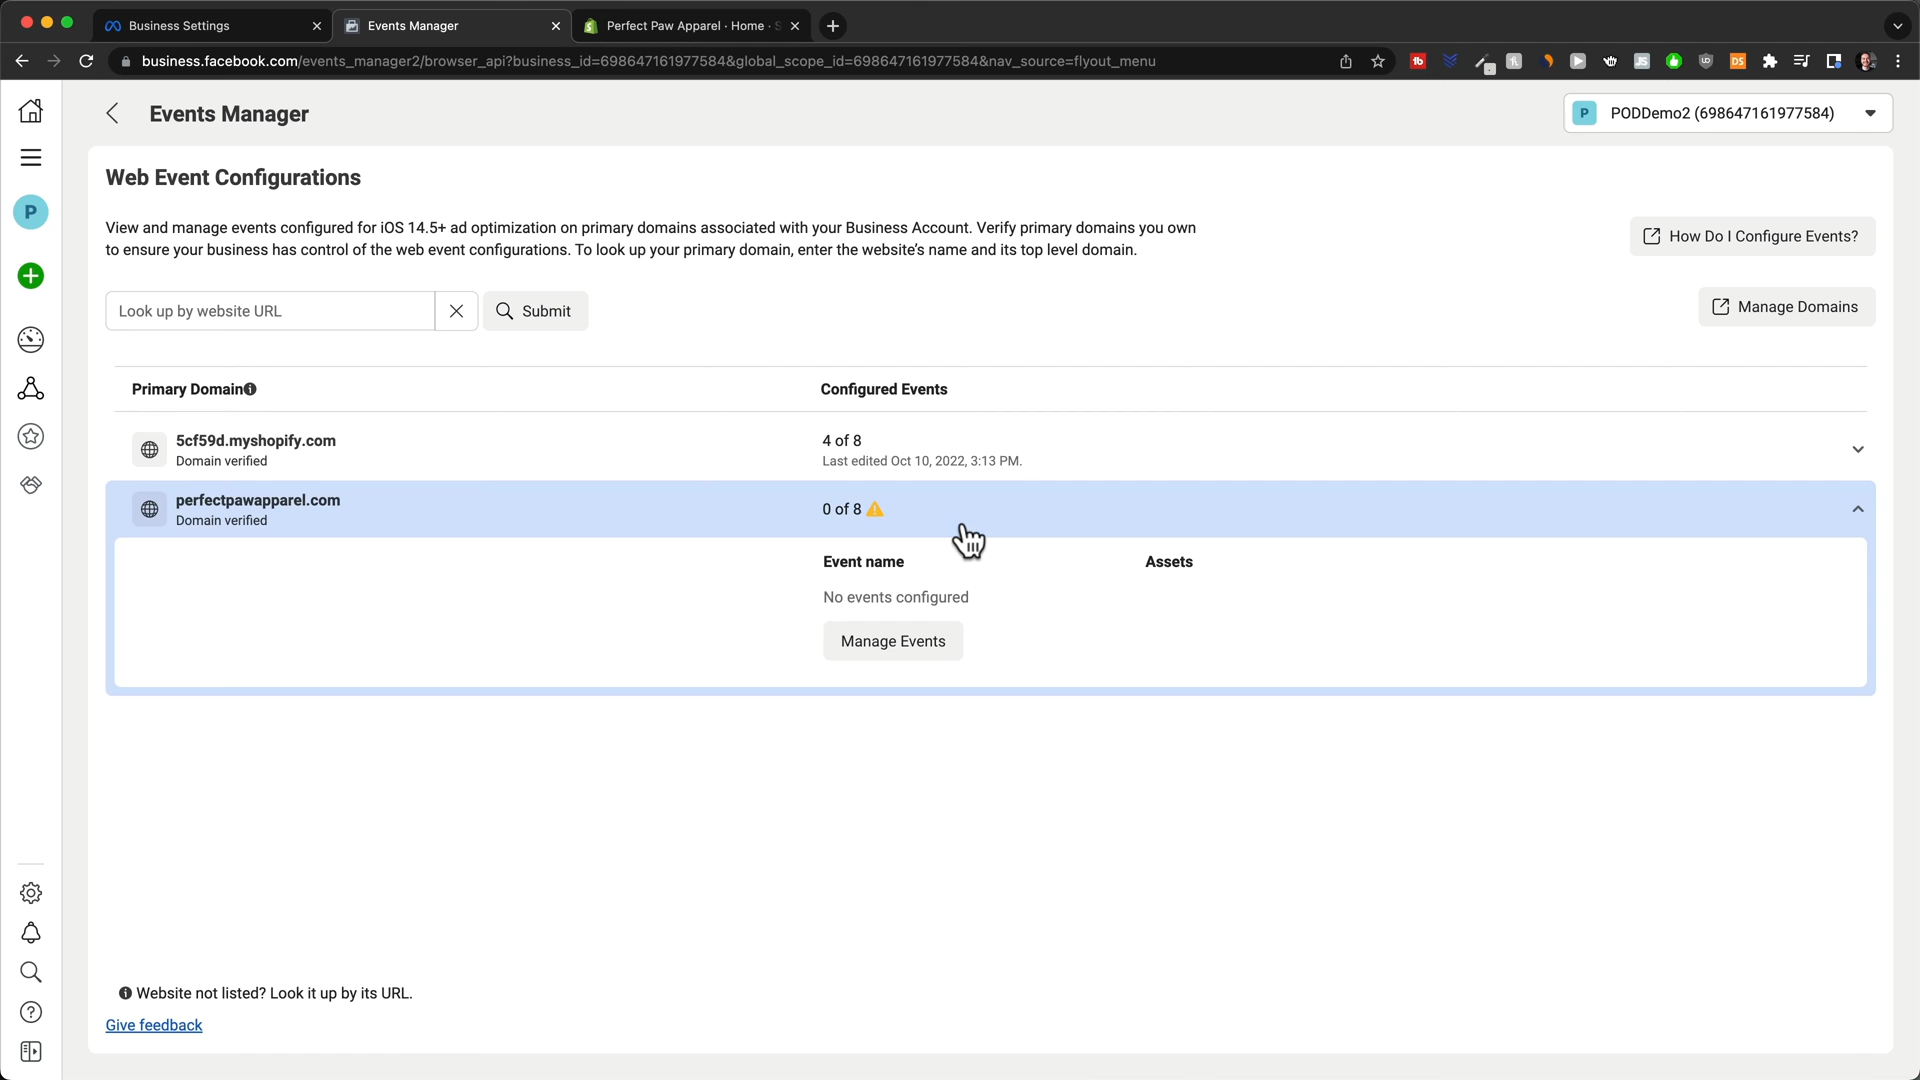 Business Settings
Events Manager
Perfect Paw Apparel · Home · S
business.facebook.com/events_manager2/browser_api?business_id=698647161977584&global_scope_id=698647161977584&nav_source=flyout_menu
Events Manager
P PODDemo2 (698647161977584)
P
Web Event Configurations
View and manage events configured for iOS 14.5+ ad optimization on primary domains associated with your Business Account. Verify primary domains you own
to ensure your business has control of the web event configurations. To look up your primary domain, enter the website’s name and its top level domain.
How Do I Configure Events?
Look up by website URL
Submit
Manage Domains
Primary Domain
Configured Events
5cf59d.myshopify.com
Domain verified
4 of 8
Last edited Oct 10, 2022, 3:13 PM.
perfectpawapparel.com
Domain verified
0 of 8
Event name
Assets
No events configured
Manage Events
Website not listed? Look it up by its URL.
Give feedback